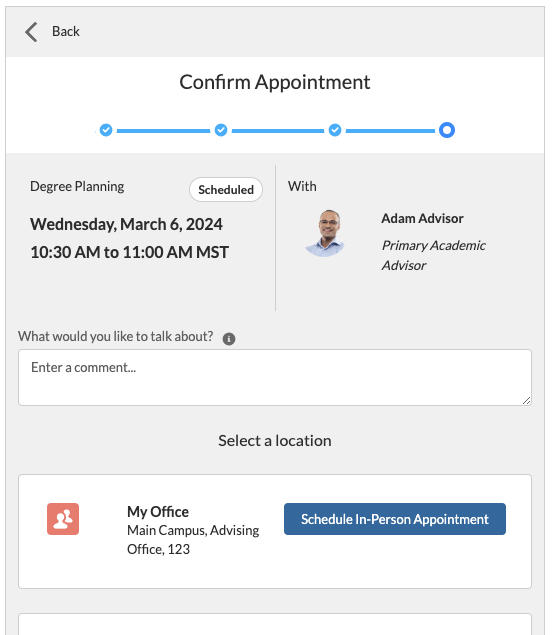 Back
Confirm Appointment
Degree Planning
Scheduled
Wednesday, March 6, 2024
10:30 AM to 11:00 AM MST
With
Adam Advisor
Primary Academic
Advisor
What would you like to talk about?
Enter a comment...
Select a location
My Office
Main Campus, Advising
Office, 123
Schedule In-Person Appointment